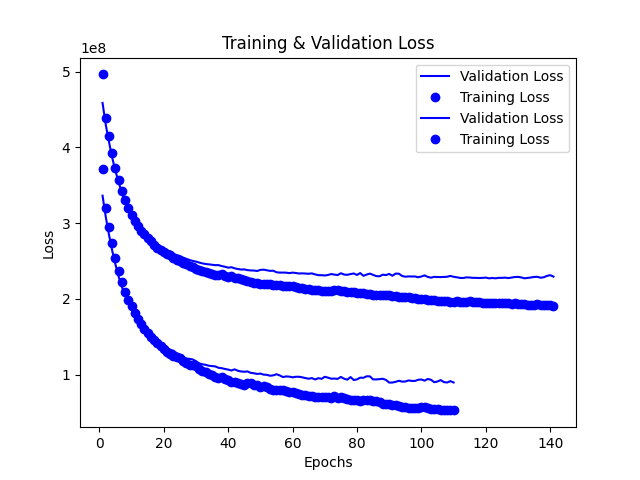 Training & Validation Loss
1e8
5
4
3
2
1
Loss
Validation Loss
Training Loss
Validation Loss
Training Loss
0 20 40 60 80 100 120 140
Epochs